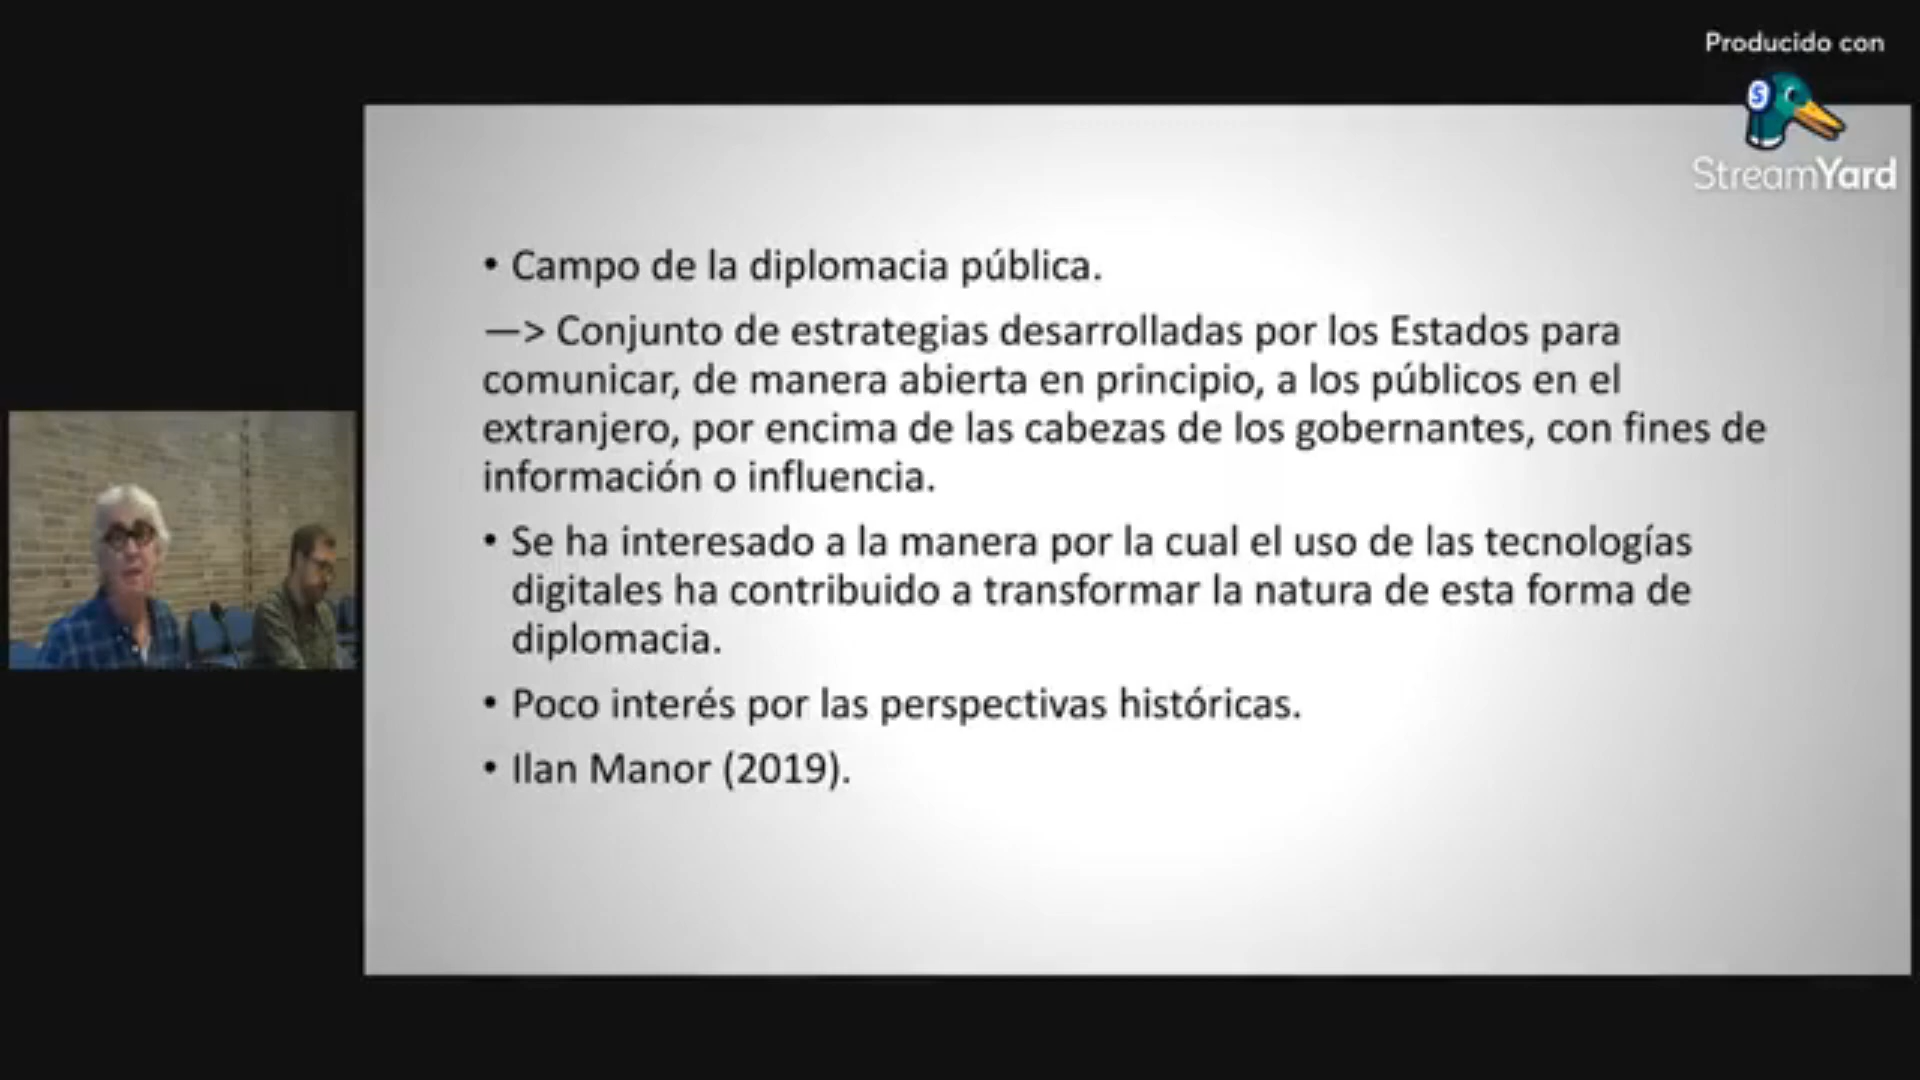 Producido con
StreamYard
• Campo de la diplomacia pública.
—> Conjunto de estrategias desarrolladas por los Estados para
comunicar, de manera abierta en principio, a los públicos en el
extranjero, por encima de las cabezas de los gobernantes, con fines de
información o influencia.
• Se ha interesado a la manera por la cual el uso de las tecnologías
digitales ha contribuido a transformar la natura de esta forma de
diplomacia.
• Poco interés por las perspectivas históricas.
• Ilan Manor (2019).